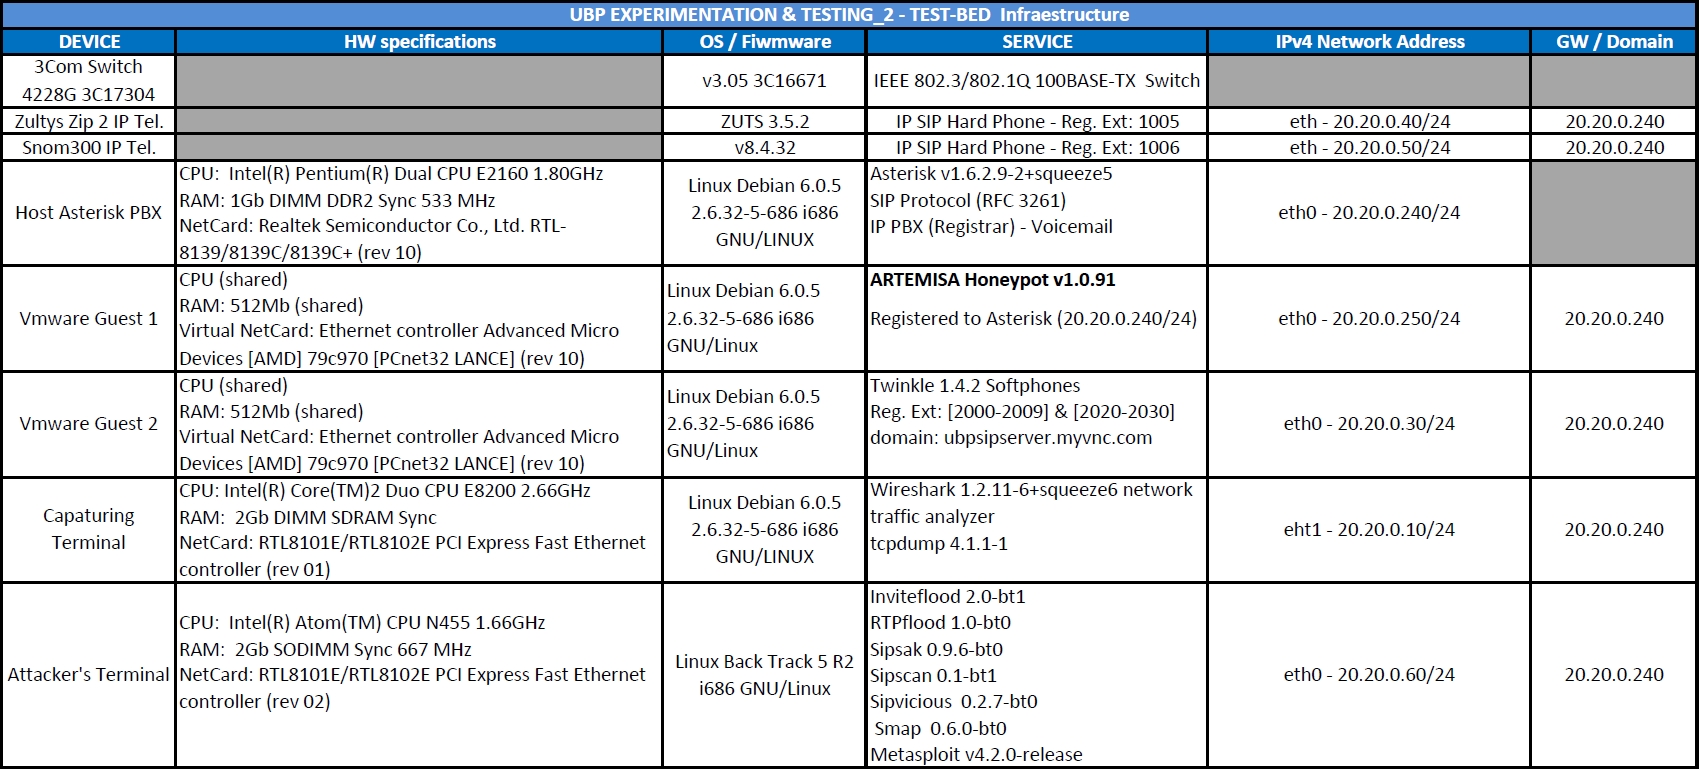 UBP EXPERIMENTATION & TESTING_2 - TEST-BED  Infraestructure
DEVICE
HW specifications
OS / Fiwmware
SERVICE
IPv4 Network Address
GW / Domain
3Com Switch
4228G 3C17304
v3.05 3C16671
IEEE 802.3/802.1Q 100BASE-TX  Switch
Zultys Zip 2 IP Tel.
ZUTS 3.5.2
IP SIP Hard Phone - Reg. Ext: 1005
eth - 20.20.0.40/24
20.20.0.240
Snom300 IP Tel.
v8.4.32
IP SIP Hard Phone - Reg. Ext: 1006
eth - 20.20.0.50/24
20.20.0.240
Host Asterisk PBX
CPU:  Intel(R) Pentium(R) Dual CPU E2160 1.80GHz
RAM: 1Gb DIMM DDR2 Sync 533 MHz
NetCard: Realtek Semiconductor Co., Ltd. RTL-
8139/8139C/8139C+ (rev 10)
Linux Debian 6.0.5
2.6.32-5-686 i686
GNU/LINUX
Asterisk v1.6.2.9-2+squeeze5
SIP Protocol (RFC 3261)
IP PBX (Registrar) - Voicemail
eth0 - 20.20.0.240/24
Vmware Guest 1
CPU (shared)
RAM: 512Mb (shared)
Virtual NetCard: Ethernet controller Advanced Micro
Devices [AMD] 79c970 [PCnet32 LANCE] (rev 10)
Linux Debian 6.0.5
2.6.32-5-686 i686
GNU/Linux
ARTEMISA Honeypot v1.0.91
Registered to Asterisk (20.20.0.240/24)
eth0 - 20.20.0.250/24
20.20.0.240
Vmware Guest 2
CPU (shared)
RAM: 512Mb (shared)
Virtual NetCard: Ethernet controller Advanced Micro
Devices [AMD] 79c970 [PCnet32 LANCE] (rev 10)
Linux Debian 6.0.5
2.6.32-5-686 i686
GNU/Linux
Twinkle 1.4.2 Softphones
Reg. Ext: [2000-2009] & [2020-2030]
domain: ubpsipserver.myvnc.com
eth0 - 20.20.0.30/24
20.20.0.240
Capaturing
Terminal
CPU: Intel(R) Core(TM)2 Duo CPU E8200 2.66GHz
RAM:  2Gb DIMM SDRAM Sync
NetCard: RTL8101E/RTL8102E PCI Express Fast Ethernet
controller (rev 01)
Linux Debian 6.0.5
2.6.32-5-686 i686
GNU/LINUX
Wireshark 1.2.11-6+squeeze6 network
traffic analyzer
tcpdump 4.1.1-1
eht1 - 20.20.0.10/24
20.20.0.240
Attacker's Terminal
CPU:  Intel(R) Atom(TM) CPU N455 1.66GHz
RAM:  2Gb SODIMM Sync 667 MHz
NetCard: RTL8101E/RTL8102E PCI Express Fast Ethernet
controller (rev 02)
Linux Back Track 5 R2
i686 GNU/Linux
Inviteflood 2.0-bt1
RTPflood 1.0-bt0
Sipsak 0.9.6-bt0
Sipscan 0.1-bt1
Sipvicious  0.2.7-bt0
Smap  0.6.0-bt0
Metasploit v4.2.0-release
eth0 - 20.20.0.60/24
20.20.0.240